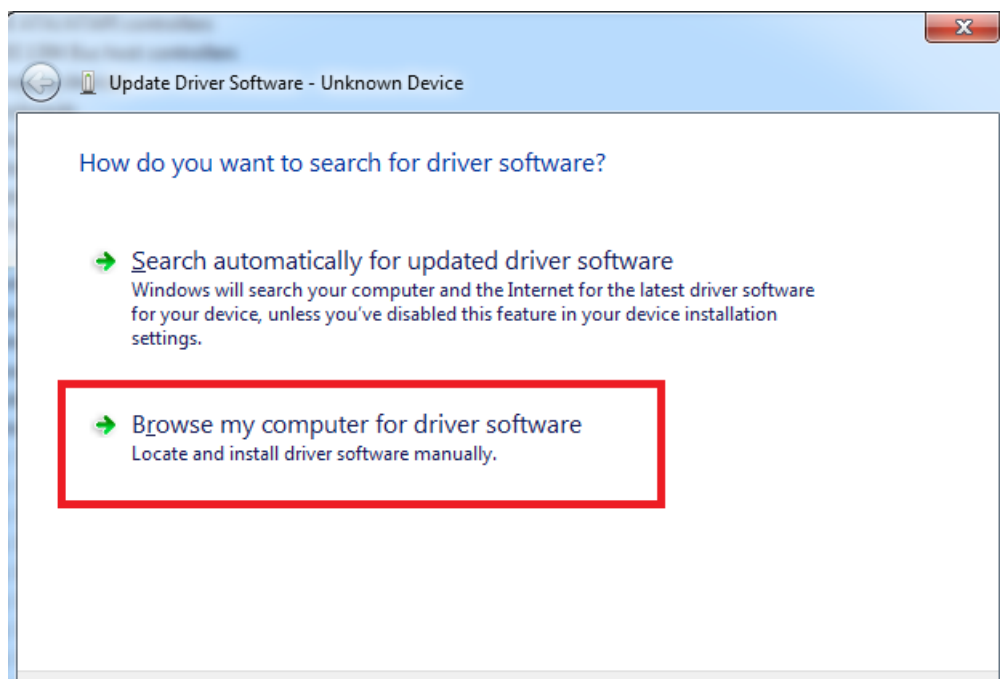 Update Driver Software - Unknown Device
How do you want to search for driver software?
Search automatically for updated driver software
Windows will search your computer and the Internet for the latest driver software
for your device, unless you've disabled this feature in your device installation
settings.
Browse my computer for driver software
Locate and install driver software manually.